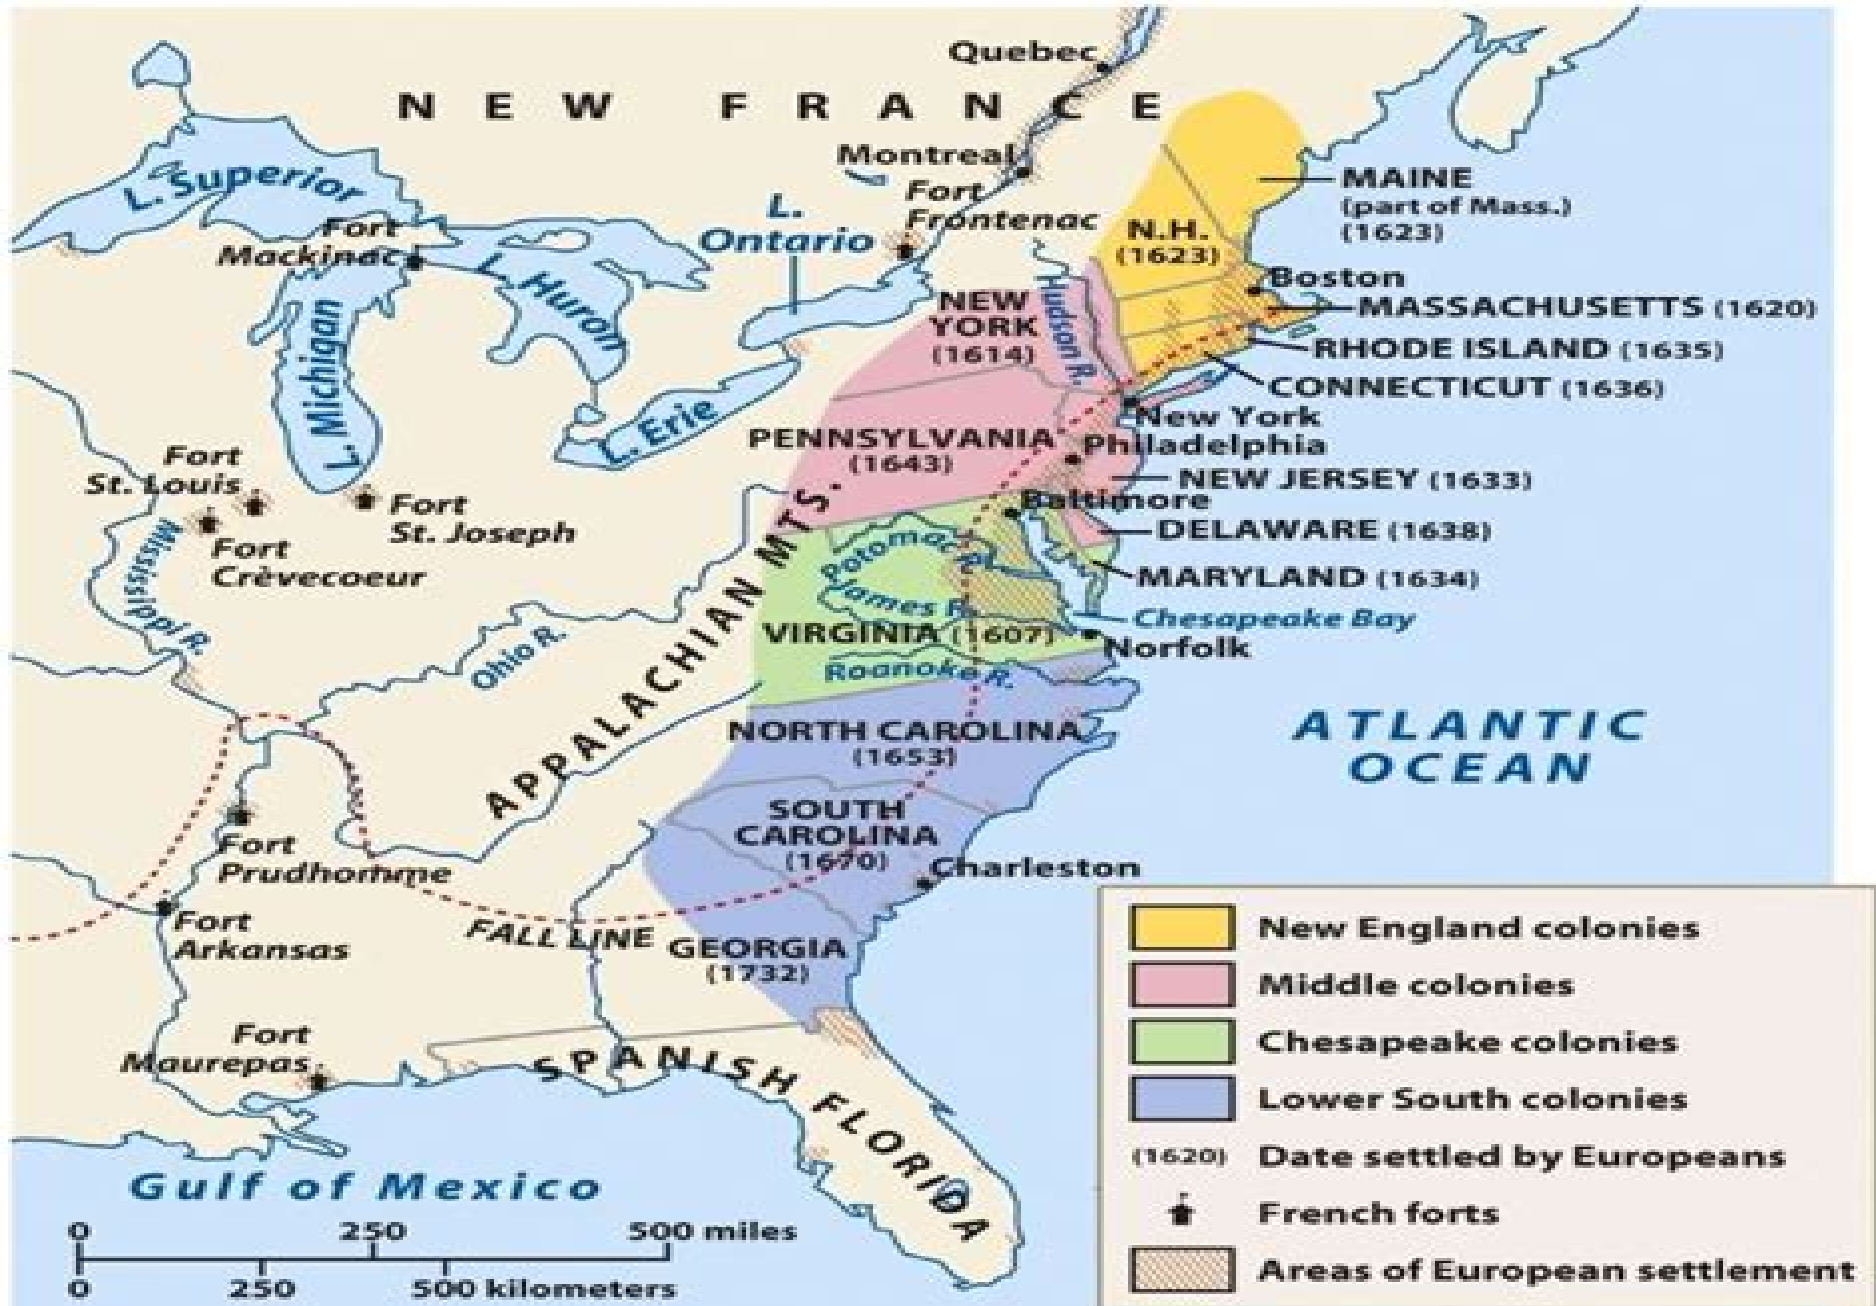 Quebec
NEW FRANCE
Montreal
Fort
Frontenac
L. Superior
Fort
Mackinac
L.
Ontario
L. Huron
L. Michigan
L. Erie
MAINE
(part of Mass.)
(1623)
N.H.
(1623)
Boston
MASSACHUSETTS (1620)
RHODE ISLAND (1635)
CONNECTICUT (1636)
NEW
YORK
(1614)
Hudson R.
New York
PENNSYLVANIA
(1643)
Philadelphia
NEW JERSEY (1633)
Baltimore
DELAWARE (1638)
MARYLAND (1634)
Chesapeake Bay
Norfolk
Potomac R.
James R.
VIRGINIA (1607)
Roanoke R.
Fort
St. Louis
Fort
St. Joseph
Fort
Crèvecoeur
Mississippi R.
Ohio R.
APPALACHIAN MTS.
NORTH CAROLINA
(1653)
SOUTH
CAROLINA
(1670)
Charleston
ATLANTIC
OCEAN
Fort
Prudhomme
Fort
Arkansas
FALL LINE
GEORGIA
(1732)
Fort
Maurepas
SPANISH FLORIDA
Gulf of Mexico
0 250 500 miles
0 250 500 kilometers
New England colonies
Middle colonies
Chesapeake colonies
Lower South colonies
(1620) Date settled by Europeans
French forts
Areas of European settlement